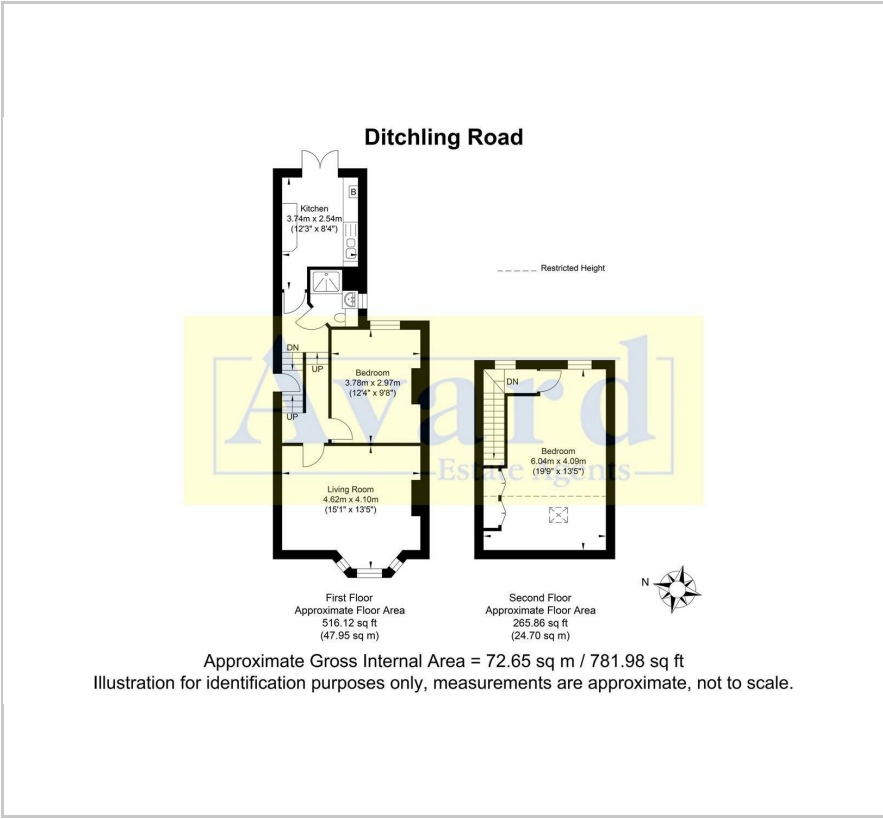 Ditchling Road
B
Kitchen
3.74m x 2.54m
(12'3" x 8'4")
Restricted Height
DN
UP
UP
Bedroom
3.78m x 2.97m
(12'4" x 9'8")
DN
Bedroom
6.04m x 4.09m
(19'9" x 13'5")
Avard
Estate Agents
Living Room
4.62m x 4.10m
(15'1" x 13'5")
N
First Floor
Approximate Floor Area
516.12 sq ft
(47.95 sq m)
Second Floor
Approximate Floor Area
265.86 sq ft
(24.70 sq m)
Approximate Gross Internal Area = 72.65 sq m / 781.98 sq ft
Illustration for identification purposes only, measurements are approximate, not to scale.